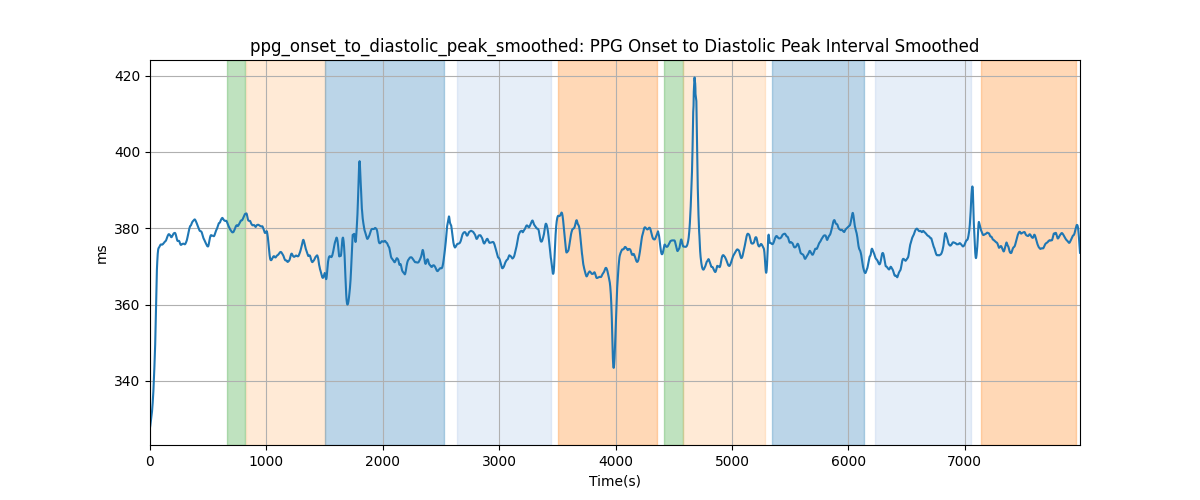 ppg_onset_to_diastolic_peak_smoothed: PPG Onset to Diastolic Peak Interval Smoothed
420
400
380
360
340
ms
0 1000 2000 3000 4000 5000 6000 7000
Time(s)